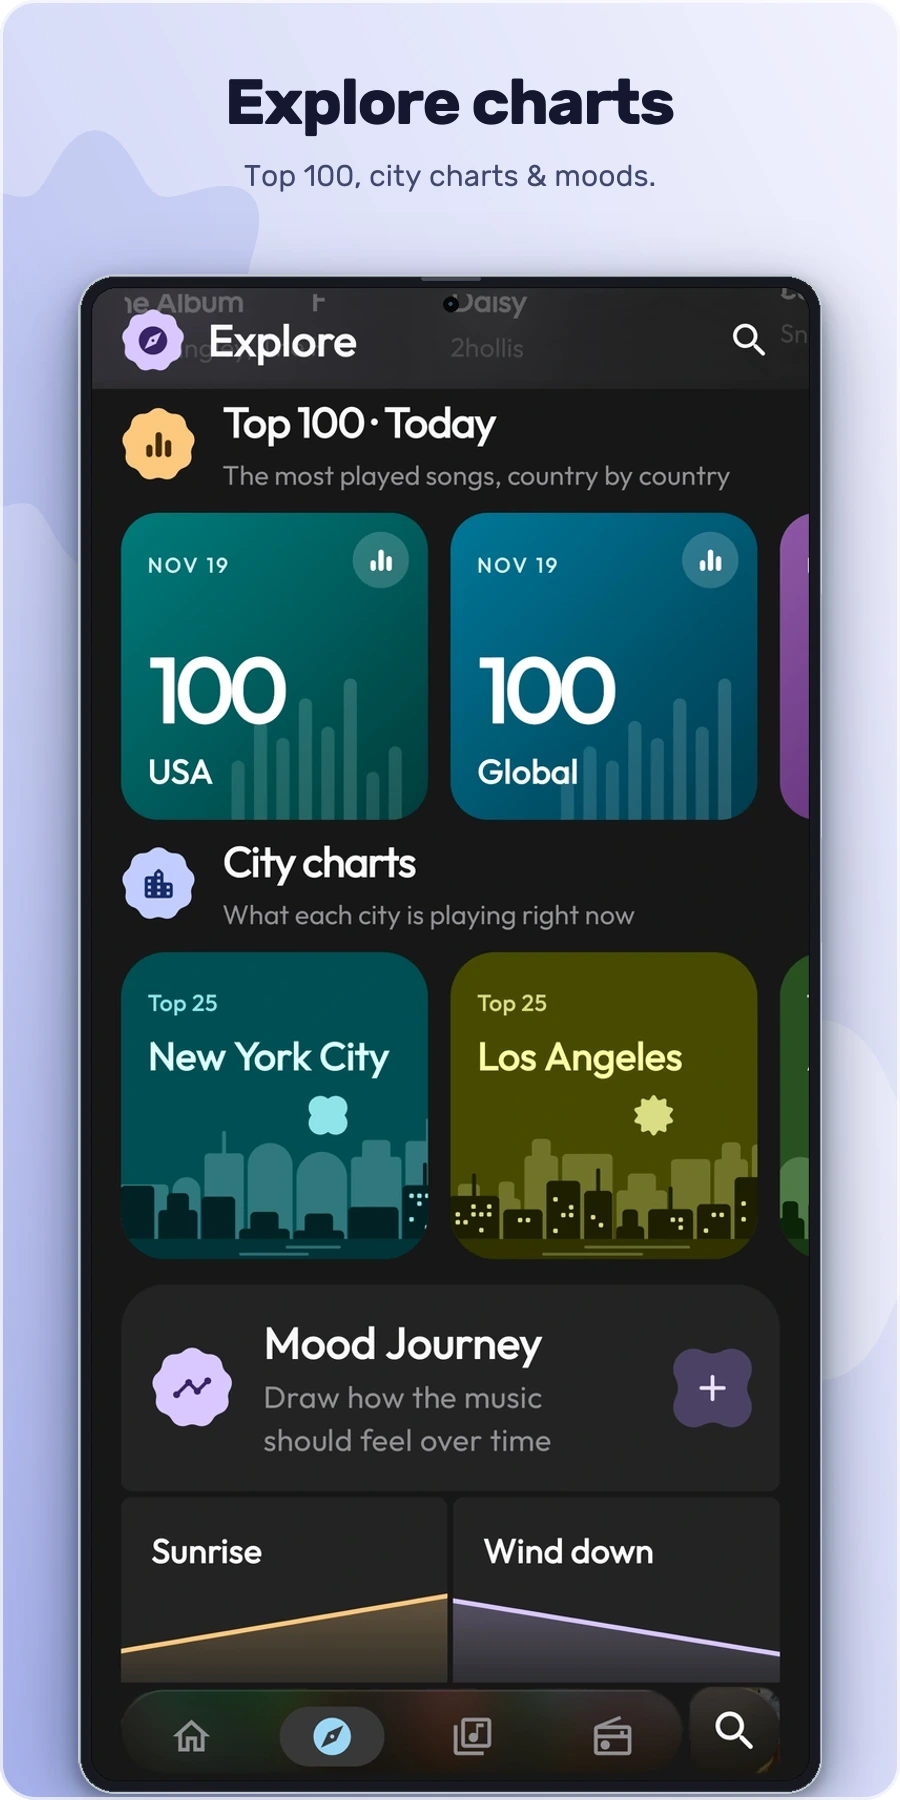 Explore charts
Top 100, city charts & moods.
Album
Daisy
Explore
2hollis
Top 100 · Today
The most played songs, country by country
NOV 19
NOV 19
100
100
USA
Global
City charts
What each city is playing right now
Top 25
Top 25
New York City
Los Angeles
Mood Journey
Draw how the music
should feel over time
Sunrise
Wind down